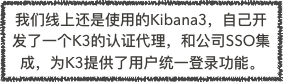 我们线上还是使用的Kibana3，自己开
发了一个K3的认证代理，和公司SSO集
成，为K3提供了用户统一登录功能。